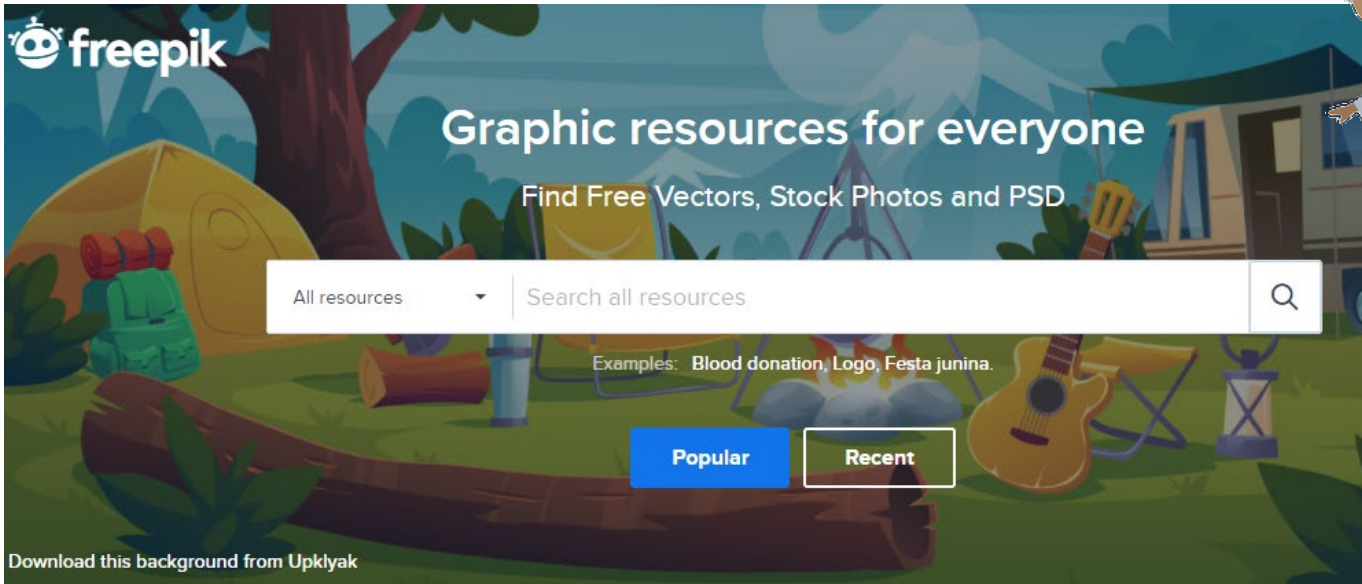 freepik
Graphic resources for everyone
Find Free Vectors, Stock Photos and PSD
All resources
Search all resources
Examples: Blood donation, Logo, Festa junina.
Popular
Recent
Download this background from Upklyak